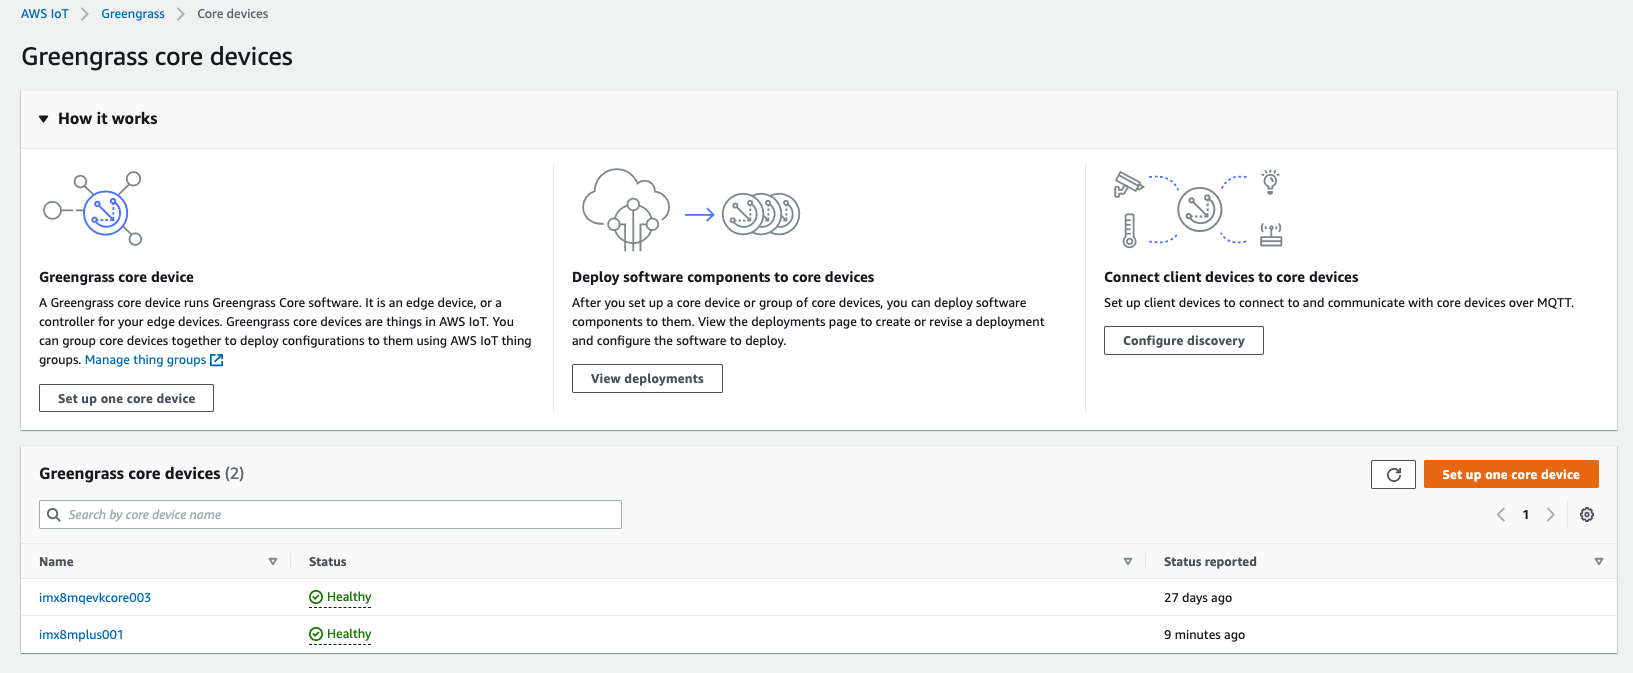 AWS IoT > Greengrass > Core devices
Greengrass core devices
How it works
Greengrass core device
A Greengrass core device runs Greengrass Core software. It is an edge device, or a
controller for your edge devices. Greengrass core devices are things in AWS IoT. You
can group core devices together to deploy configurations to them using AWS IoT thing
groups. Manage thing groups
Set up one core device
Deploy software components to core devices
After you set up a core device or group of core devices, you can deploy software
components to them. View the deployments page to create or revise a deployment
and configure the software to deploy.
View deployments
Connect client devices to core devices
Set up client devices to connect to and communicate with core devices over MQTT.
Configure discovery
Greengrass core devices (2)
Set up one core device
Search by core device name
1
Name Status Status reported
imx8mqevkcore003 Healthy 27 days ago
imx8mplus001 Healthy 9 minutes ago